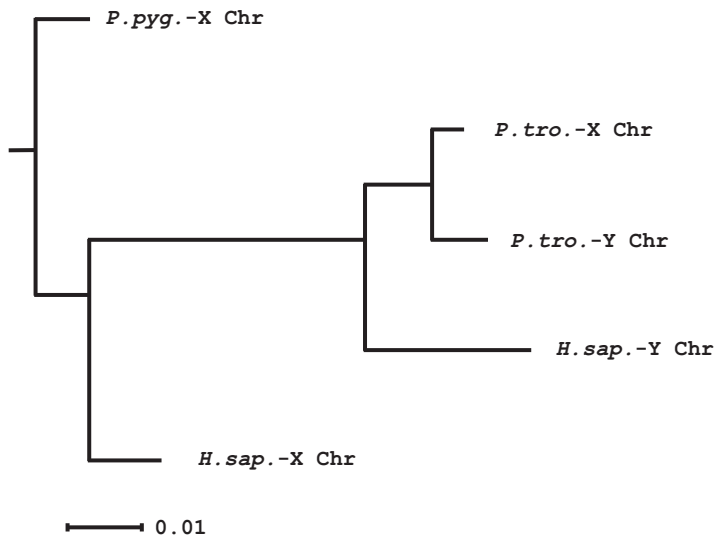 P.pyg.-X Chr
P.tro.-X Chr
P.tro.-Y Chr
H.sap.-Y Chr
H.sap.-X Chr
0.01